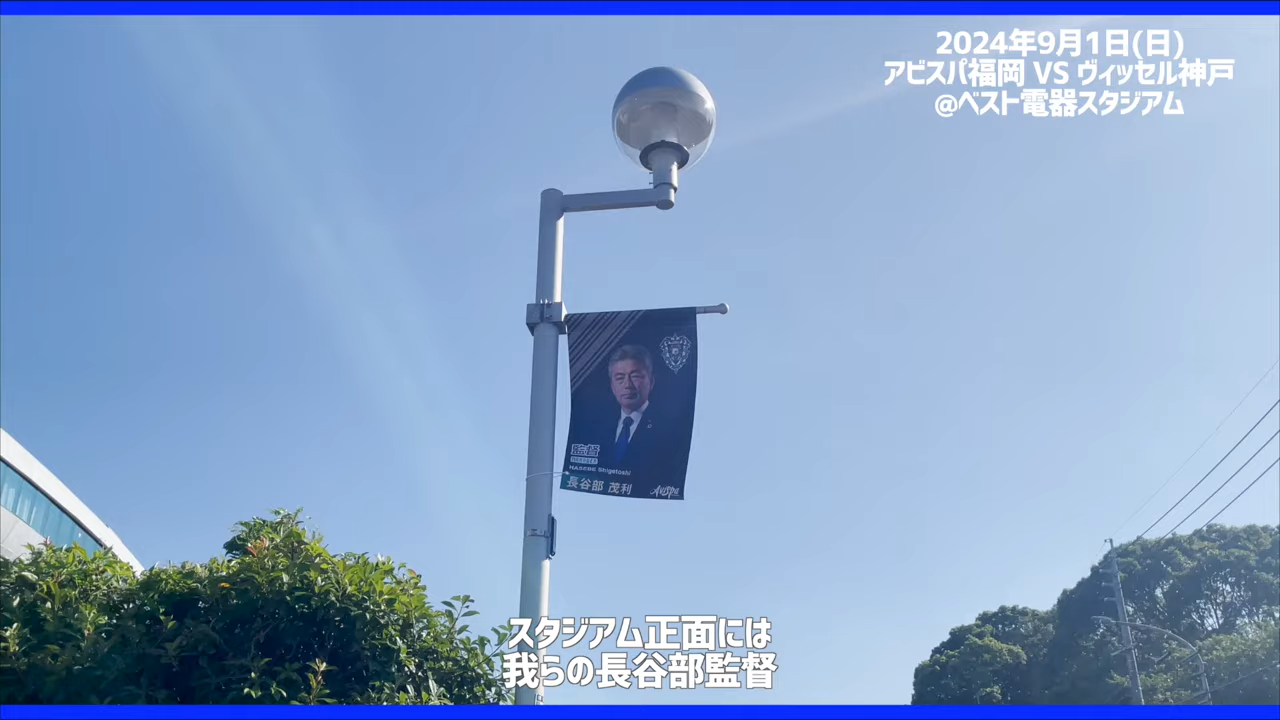 2024年9月1日(日)
アビスパ福岡 VS ヴィッセル神戸
@ベスト電器スタジアム
監督
HASEBE Shigetoshi
長谷部 茂利
Avispa
スタジアム正面には
我らの長谷部監督